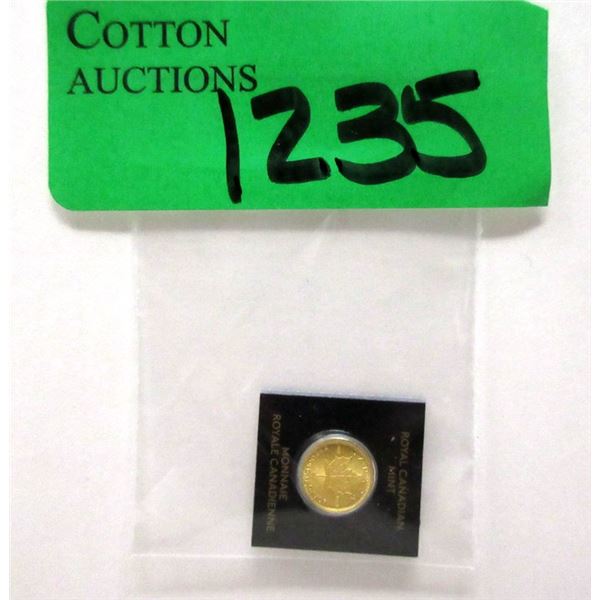 COTTON
AUCTIONS
1235
ROYAL CANADIAN
MINT
MONNAIE
ROYALE CANADIENNE